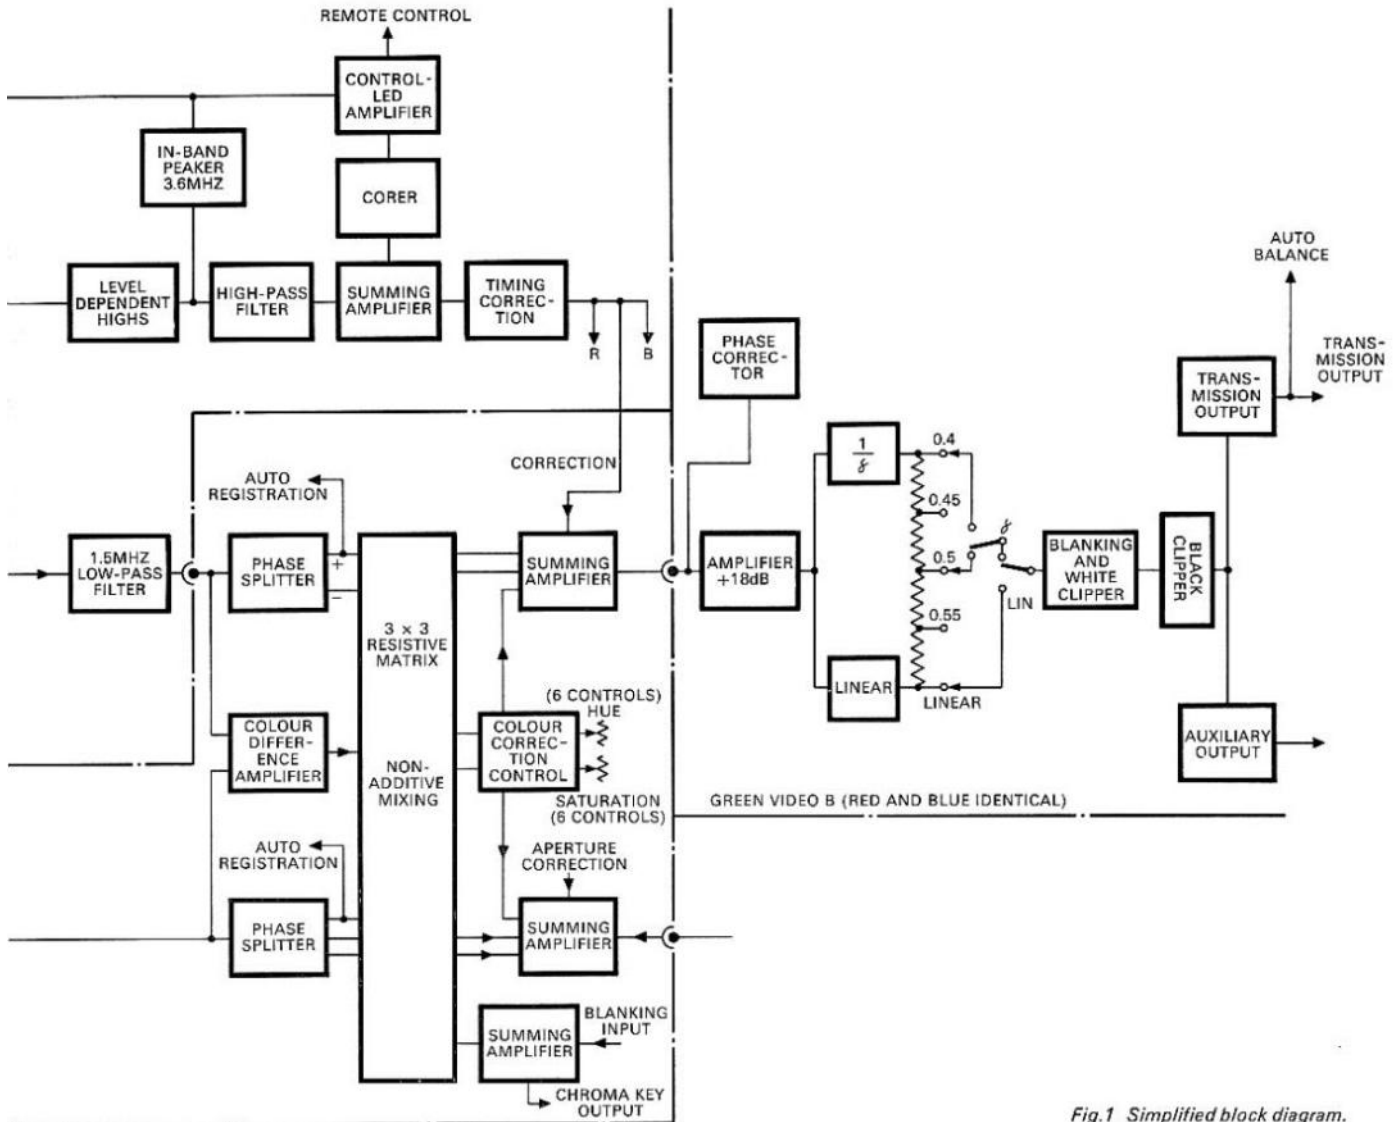 REMOTE CONTROL
CONTROL-
LED
AMPLIFIER
IN-BAND
PEAKER
3.6MHZ
CORER
LEVEL
DEPENDENT
HIGHS
HIGH-PASS
FILTER
SUMMING
AMPLIFIER
TIMING
CORREC-
TION
R
B
AUTO
BALANCE
PHASE
CORREC-
TOR
TRANS-
MISSION
OUTPUT
TRANS-
MISSION
OUTPUT
CORRECTION
AUTO
REGISTRATION
1
γ
0.4
0.45
0.5
0.55
γ
LIN
LINEAR
1.5MHZ
LOW-PASS
FILTER
PHASE
SPLITTER
+
−
3 × 3
RESISTIVE
MATRIX
NON-
ADDITIVE
MIXING
SUMMING
AMPLIFIER
AMPLIFIER
+18dB
BLANKING
AND
WHITE
CLIPPER
BLACK
CLIPPER
LINEAR
(6 CONTROLS)
HUE
COLOUR
DIFFER-
ENCE
AMPLIFIER
COLOUR
CORREC-
TION
CONTROL
AUXILIARY
OUTPUT
SATURATION
(6 CONTROLS)
GREEN VIDEO B (RED AND BLUE IDENTICAL)
AUTO
REGISTRATION
APERTURE
CORRECTION
PHASE
SPLITTER
SUMMING
AMPLIFIER
SUMMING
AMPLIFIER
BLANKING
INPUT
CHROMA KEY
OUTPUT
Fig.1 Simplified block diagram.